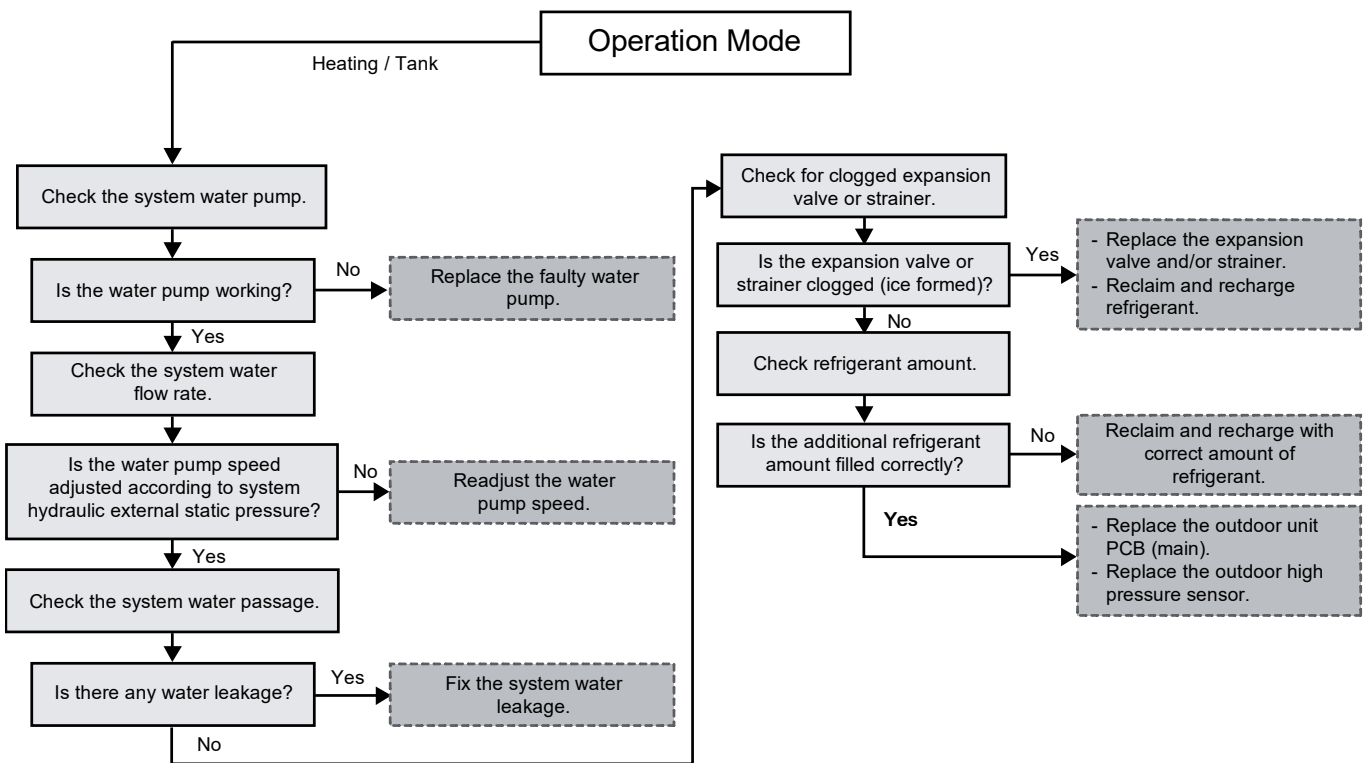 Operation Mode
Heating / Tank
Check the system water pump.
Is the water pump working?
No
Replace the faulty water
pump.
Yes
Check the system water
flow rate.
Is the water pump speed
adjusted according to system
hydraulic external static pressure?
No
Readjust the water
pump speed.
Yes
Check the system water passage.
Is there any water leakage?
Yes
Fix the system water
leakage.
No
Check for clogged expansion
valve or strainer.
Is the expansion valve or
strainer clogged (ice formed)?
Yes
- Replace the expansion
valve and/or strainer.
- Reclaim and recharge
refrigerant.
No
Check refrigerant amount.
Is the additional refrigerant
amount filled correctly?
No
Reclaim and recharge with
correct amount of
refrigerant.
Yes
- Replace the outdoor unit
PCB (main).
- Replace the outdoor high
pressure sensor.